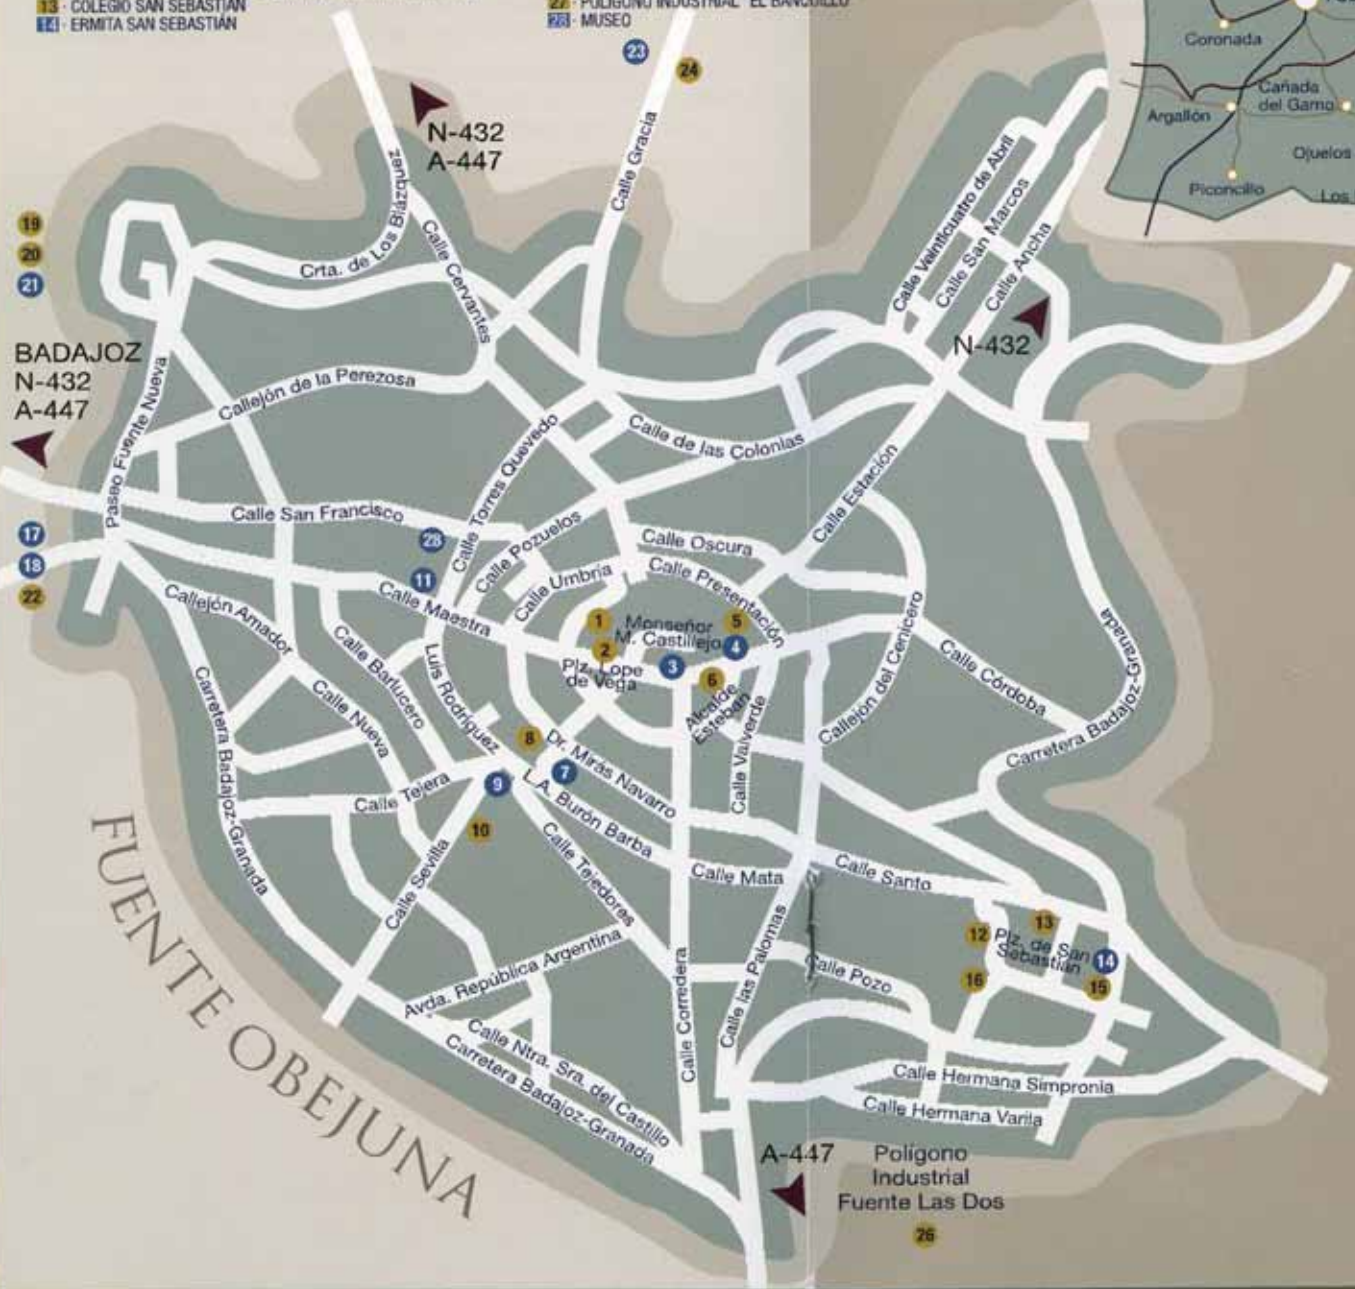 13 - COLEGIO SAN SEBASTIÁN
14 - ERMITA SAN SEBASTIÁN
27 - POLÍGONO INDUSTRIAL "EL BANCUILLO"
28 - MUSEO
23
24
Coronada
Cañada
del Gamo
Argallón
Ojuelos
Piconcillo
Los
N-432
A-447
Calle Gracia
Crta. de Los Blázquez
Calle Cervantes
Calle Veinticuatro de Abril
Calle San Marcos
Calle Ancha
N-432
19
20
21
BADAJOZ
N-432
A-447
Paseo Fuente Nueva
Callejón de la Perezosa
Calle de las Colonias
Calle Torres Quevedo
Calle Estación
Calle San Francisco
28
Calle Pozuelos
Calle Oscura
17
18
22
11
Calle Umbría
Calle Presentación
Callejón Amador
Calle Maestra
1
Monseñor
M. Castillejo
5
2
3
4
Plz. Lope
de Vega
6
Alcalde
Esteban
Calle Valverde
Callejón del Cenicero
Calle Córdoba
Carretera Badajoz-Granada
Carretera Badajoz-Granada
Calle Barlucero
Luis Rodríguez
Calle Nueva
Carretera Badajoz-Granada
8
Dr. Mirás Navarro
7
9
L.A. Burón Barba
Calle Tejera
10
Calle Sevilla
Calle Tejedores
Calle Mata
Calle Santo
12
13
Plz. de San
Sebastián
14
16
15
Calle Pozo
Calle las Palomas
Calle Corredera
Avda. República Argentina
Calle Ntra. Sra. del Castillo
Carretera Badajoz-Granada
Calle Hermana Simpronia
Calle Hermana Varila
FUENTE OBEJUNA
A-447
Polígono
Industrial
Fuente Las Dos
26